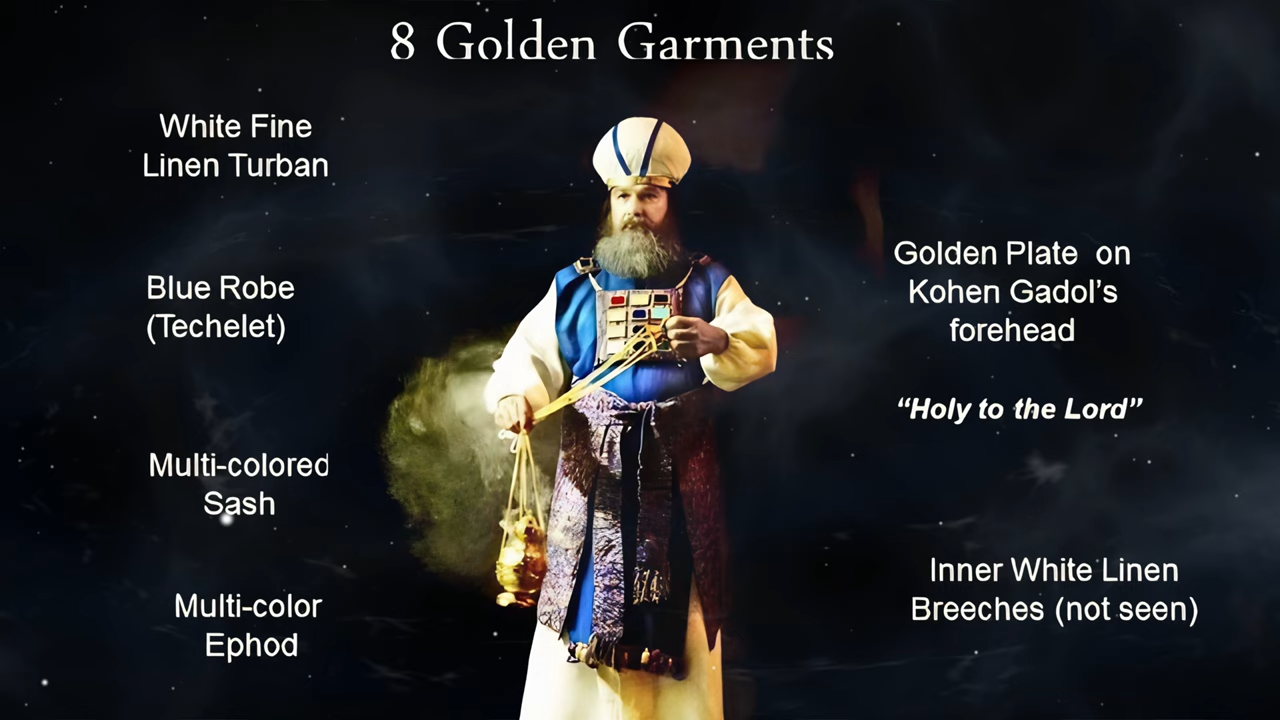 8 Golden Garments
White Fine
Linen Turban
Blue Robe
(Techelet)
Multi-colored
Sash
Multi-color
Ephod
Golden Plate on
Kohen Gadol’s
forehead
“Holy to the Lord”
Inner White Linen
Breeches (not seen)